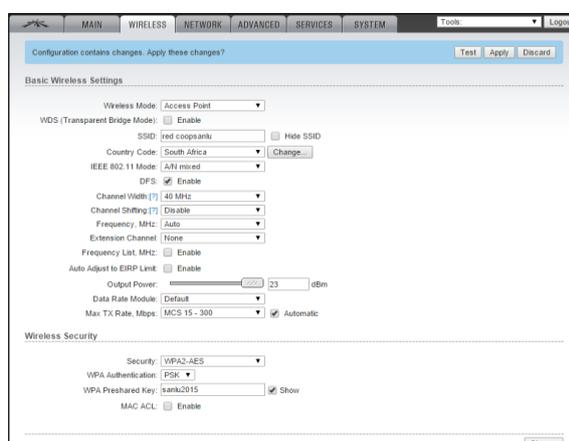 MAIN WIRELESS NETWORK ADVANCED SERVICES SYSTEM Tools: Logou
Configuration contains changes. Apply these changes? Test Apply Discard
Basic Wireless Settings
Wireless Mode: Access Point
WDS (Transparent Bridge Mode): Enable
SSID: red coopsanlu Hide SSID
Country Code: South Africa Change...
IEEE 802.11 Mode: A/N mixed
DFS: Enable
Channel Width:[?] 40 MHz
Channel Shifting:[?] Disable
Frequency, MHz: Auto
Extension Channel: None
Frequency List, MHz: Enable
Auto Adjust to EIRP Limit: Enable
Output Power: 23 dBm
Data Rate Module: Default
Max TX Rate, Mbps: MCS 15 - 300 Automatic
Wireless Security
Security: WPA2-AES
WPA Authentication: PSK
WPA Preshared Key: sanlu2015 Show
MAC ACL: Enable